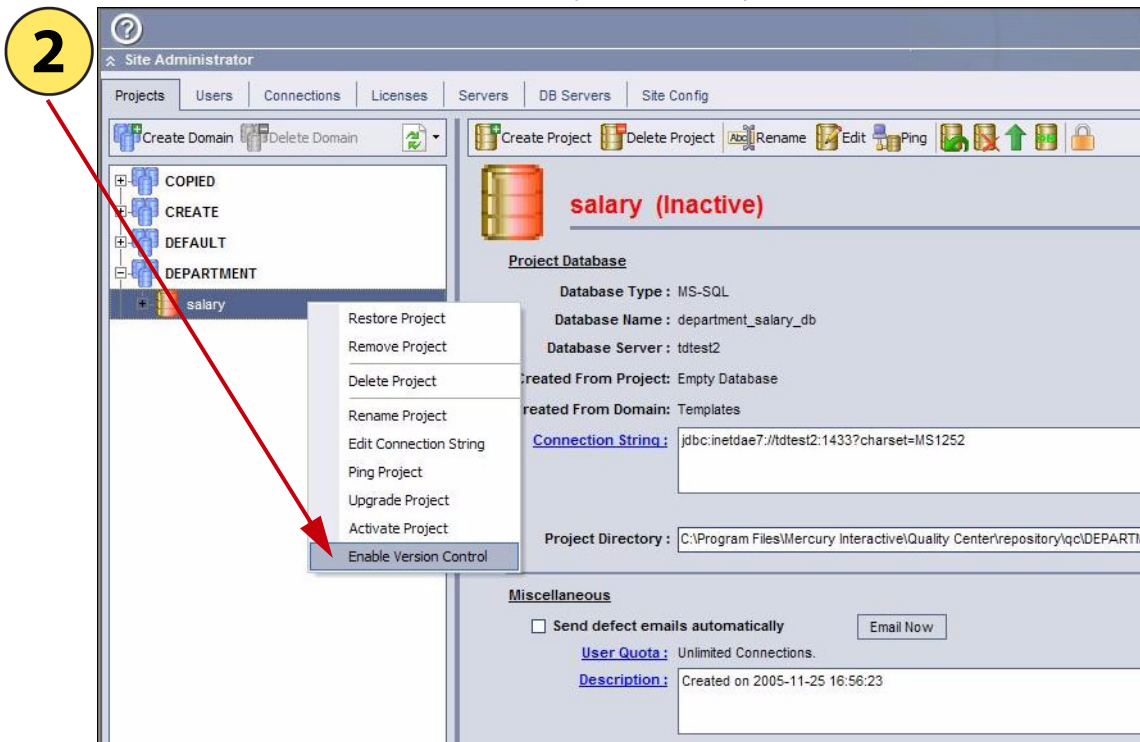 2
Site Administrator
Projects Users Connections Licenses Servers DB Servers Site Config
Create Domain Delete Domain Create Project Delete Project Abc Rename Edit Ping
COPIED
CREATE
DEFAULT
DEPARTMENT
salary
salary (Inactive)
Project Database
Database Type : MS-SQL
Database Name : department_salary_db
Database Server : tdtest2
Created From Project: Empty Database
reated From Domain: Templates
Connection String : jdbc:inetdae7://tdtest2:1433?charset=MS1252
Project Directory : C:\Program Files\Mercury Interactive\Quality Center\repository\qc\DEPARTM
Restore Project
Remove Project
Delete Project
Rename Project
Edit Connection String
Ping Project
Upgrade Project
Activate Project
Enable Version Control
Miscellaneous
Send defect emails automatically Email Now
User Quota : Unlimited Connections.
Description : Created on 2005-11-25 16:56:23